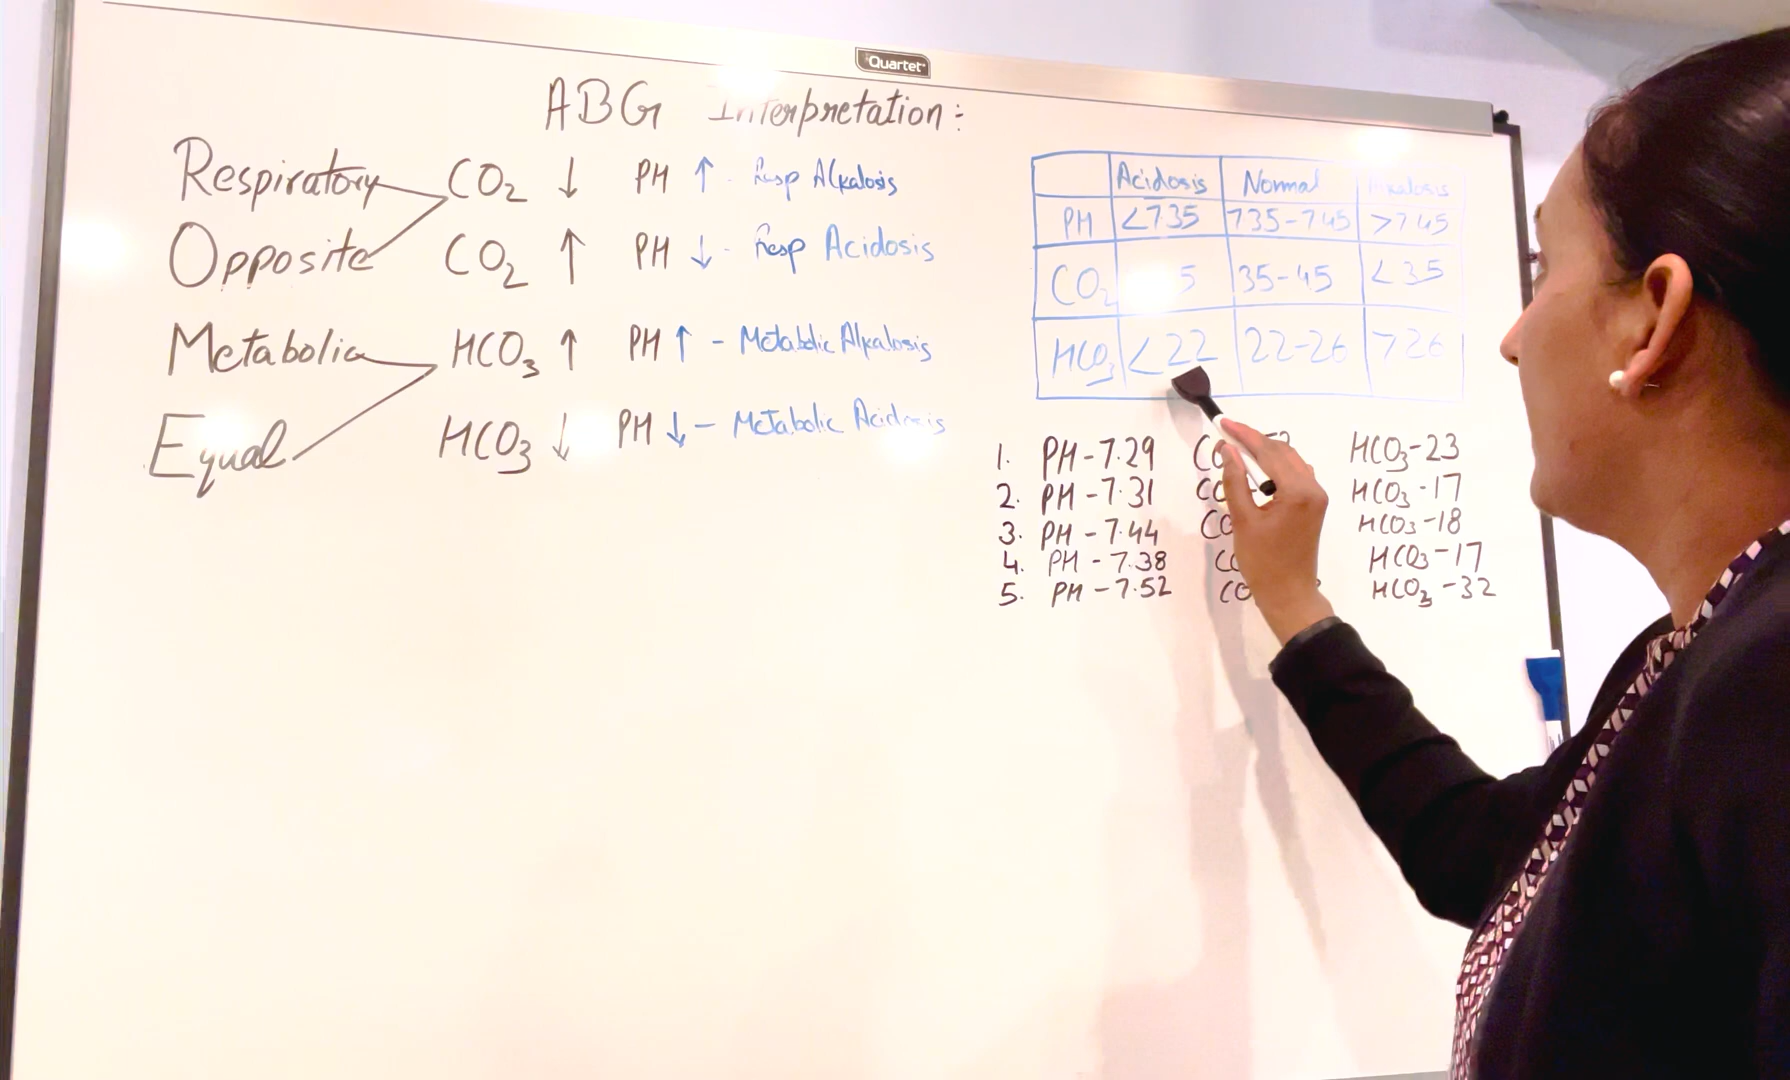 Quartet
ABG Interpretation:
Respiratory CO₂ ↓ PH ↑ - Resp Alkalosis
Opposite CO₂ ↑ PH ↓ - Resp Acidosis
Metabolic HCO₃ ↑ PH ↑ - Metabolic Alkalosis
Equal HCO₃ ↓ PH ↓ - Metabolic Acidosis
Acidosis Normal Alkalosis
PH <7.35 7.35-7.45 >7.45
CO₂ 5 35-45 <35
HCO₃ <22 22-26 >26
1. PH-7.29 HCO₃-23
2. PH-7.31 HCO₃-17
3. PH-7.44 HCO₃-18
4. PH-7.38 HCO₃-17
5. PH-7.52 HCO₃-32